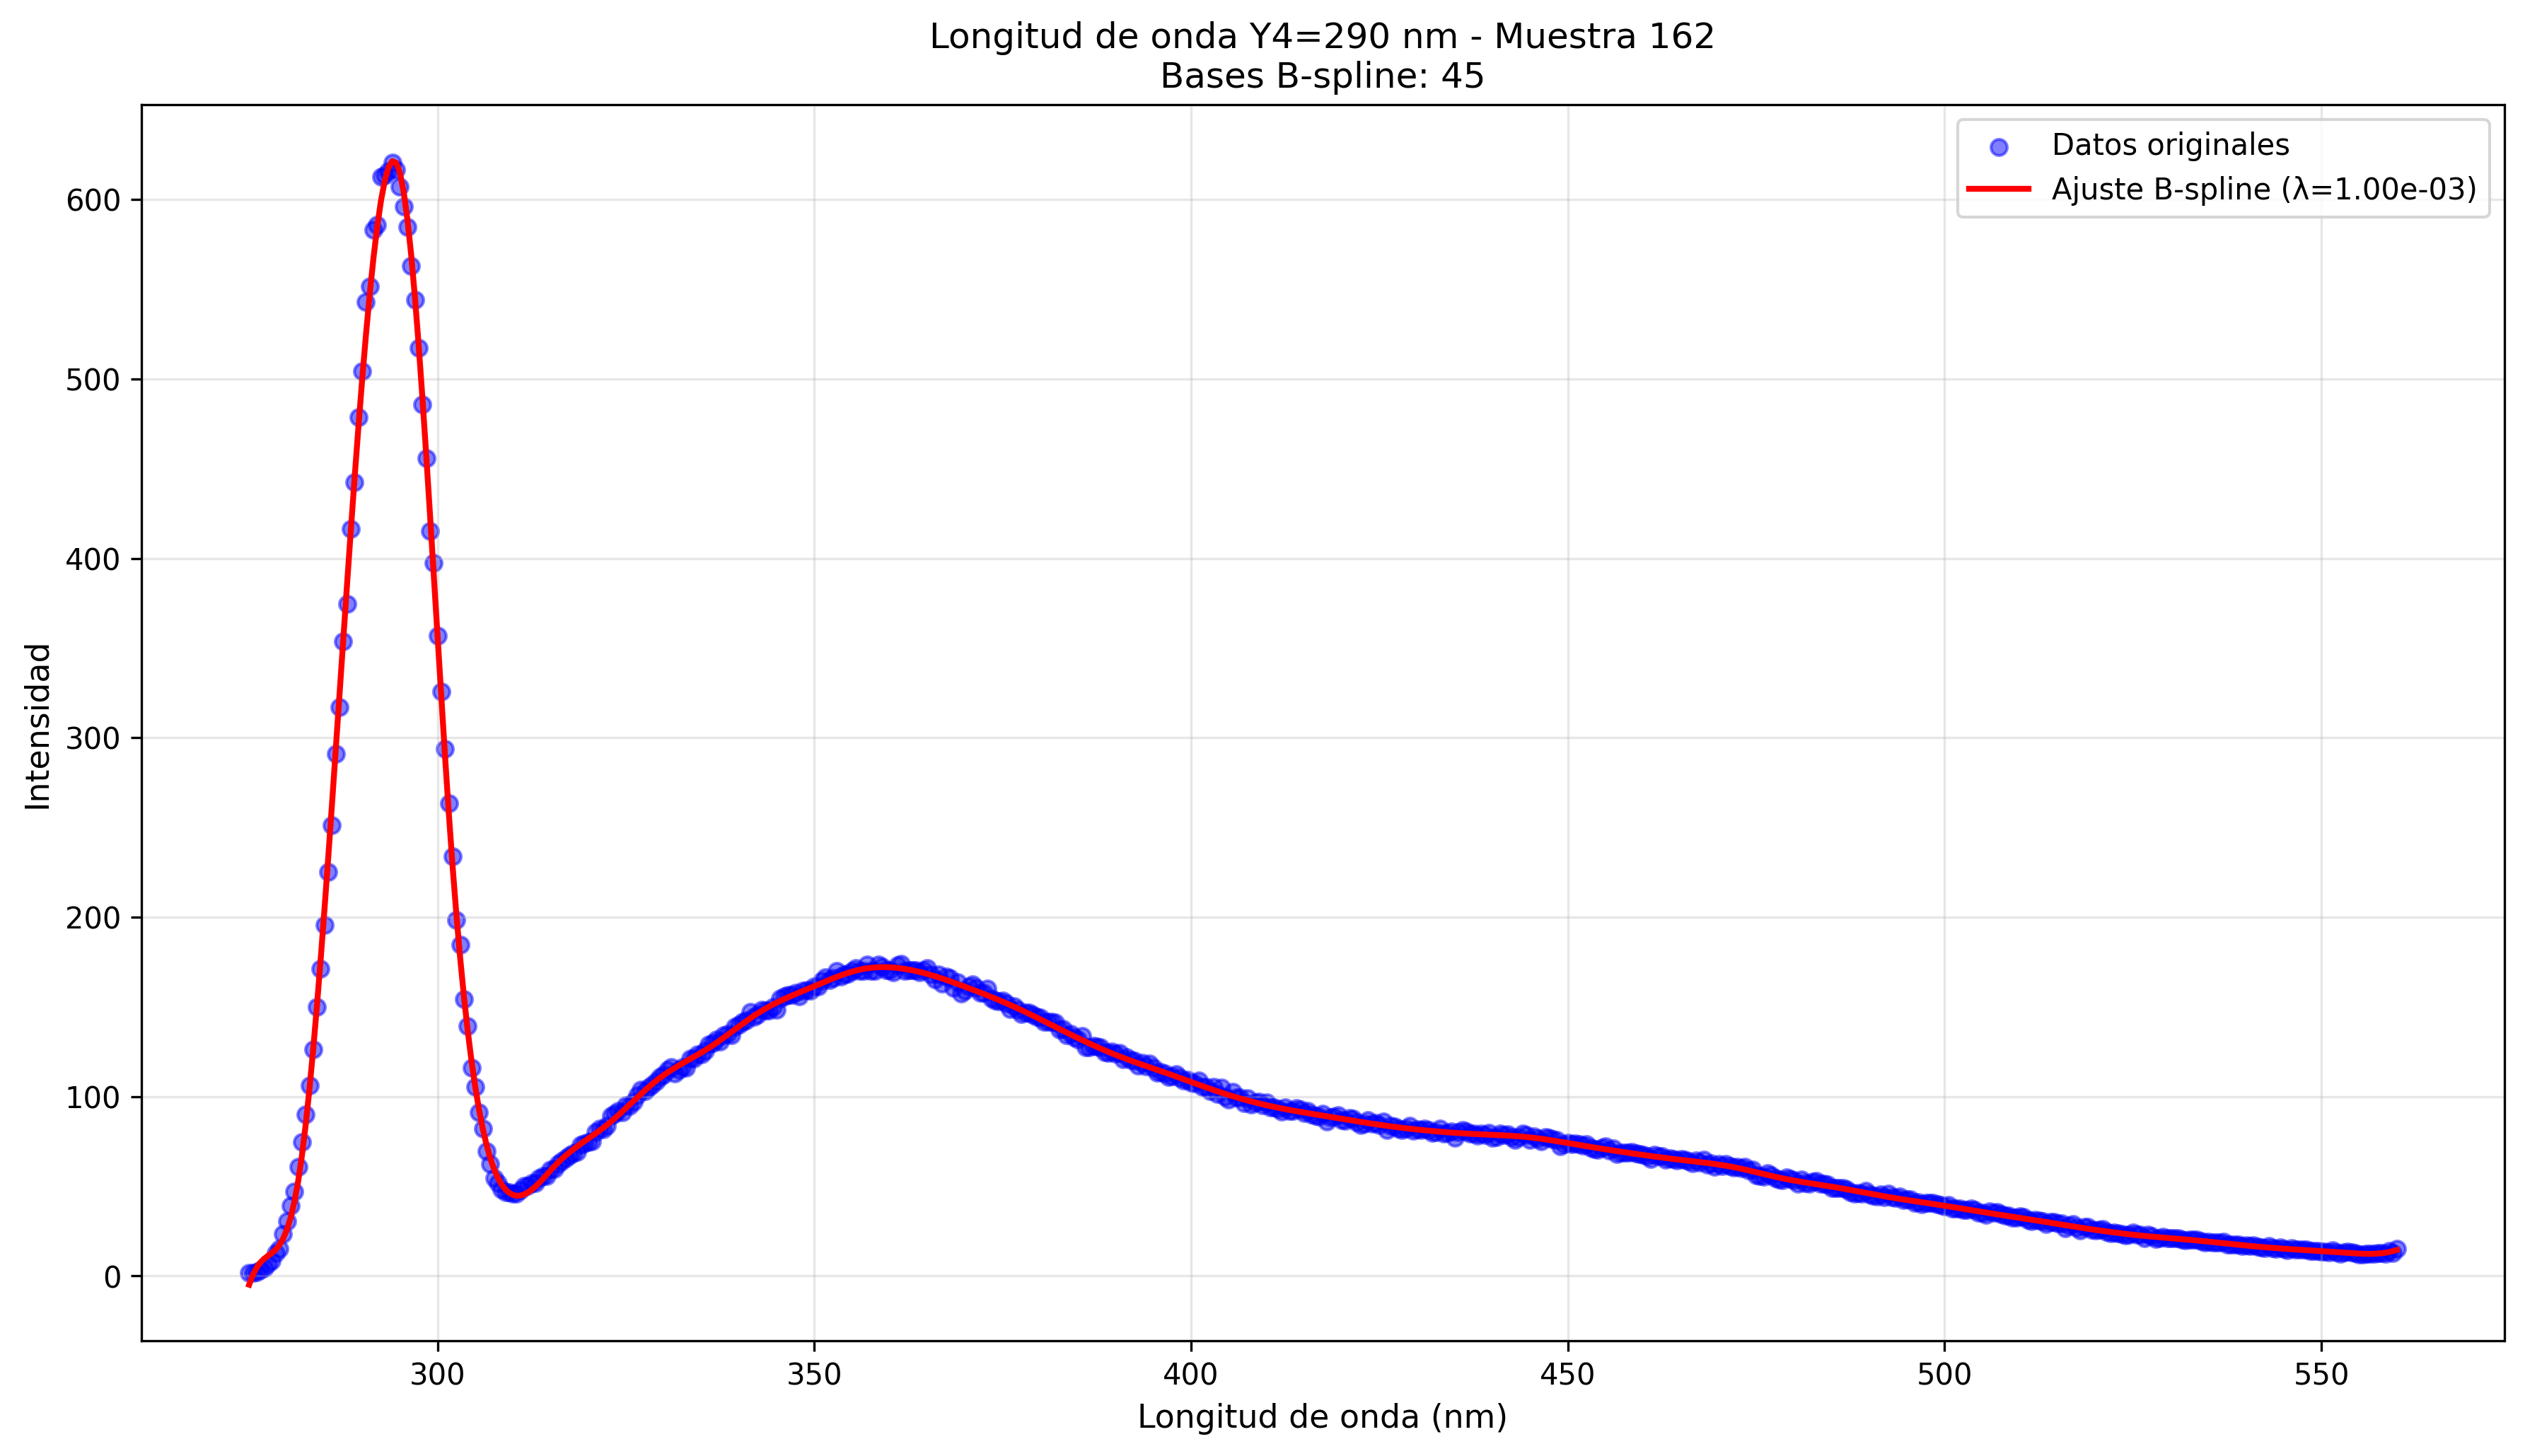 Longitud de onda Y4=290 nm - Muestra 162
Bases B-spline: 45
Datos originales
Ajuste B-spline (λ=1.00e-03)
Intensidad
600
500
400
300
200
100
0
300 350 400 450 500 550
Longitud de onda (nm)